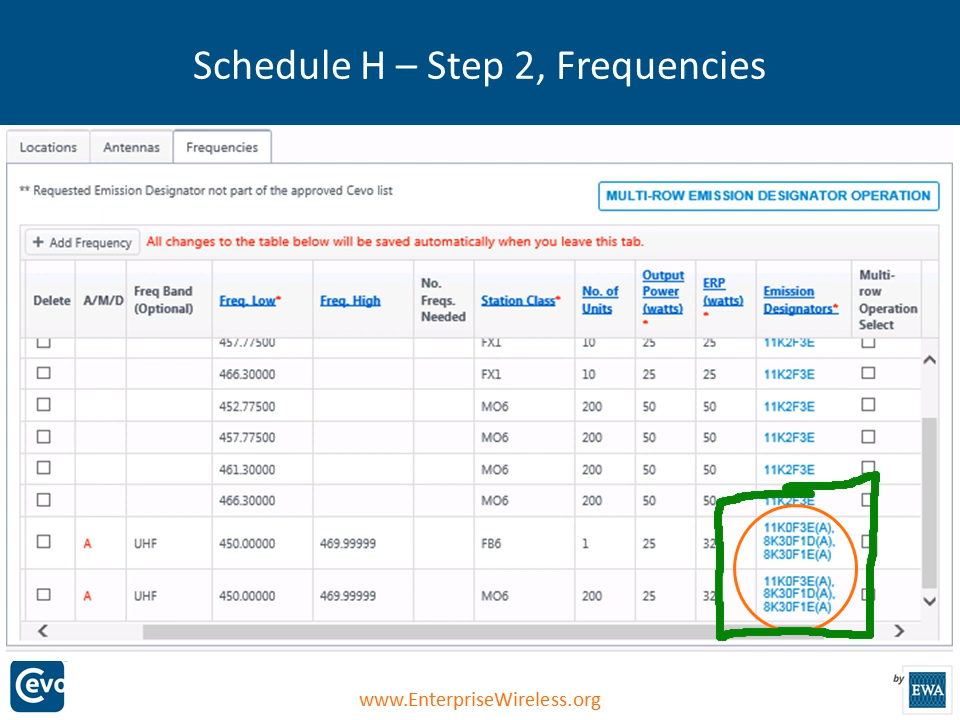 Schedule H – Step 2, Frequencies
Locations Antennas Frequencies
** Requested Emission Designator not part of the approved Cevo list
MULTI-ROW EMISSION DESIGNATOR OPERATION
+ Add Frequency All changes to the table below will be saved automatically when you leave this tab.
Delete A/M/D Freq Band (Optional) Freq. Low* Freq. High No. Freqs. Needed Station Class* No. of Units Output Power (watts) * ERP (watts) * Emission Designators* Multi-row Operation Select
457.77500 FX1 10 25 25 11K2F3E
466.30000 FX1 10 25 25 11K2F3E
452.77500 MO6 200 50 50 11K2F3E
457.77500 MO6 200 50 50 11K2F3E
461.30000 MO6 200 50 50 11K2F3E
466.30000 MO6 200 50 50 11K2F3E
A UHF 450.00000 469.99999 FB6 1 25 32 11K0F3E(A), 8K30F1D(A), 8K30F1E(A)
A UHF 450.00000 469.99999 MO6 200 25 32 11K0F3E(A), 8K30F1D(A), 8K30F1E(A)
Cevo
www.EnterpriseWireless.org
by EWA